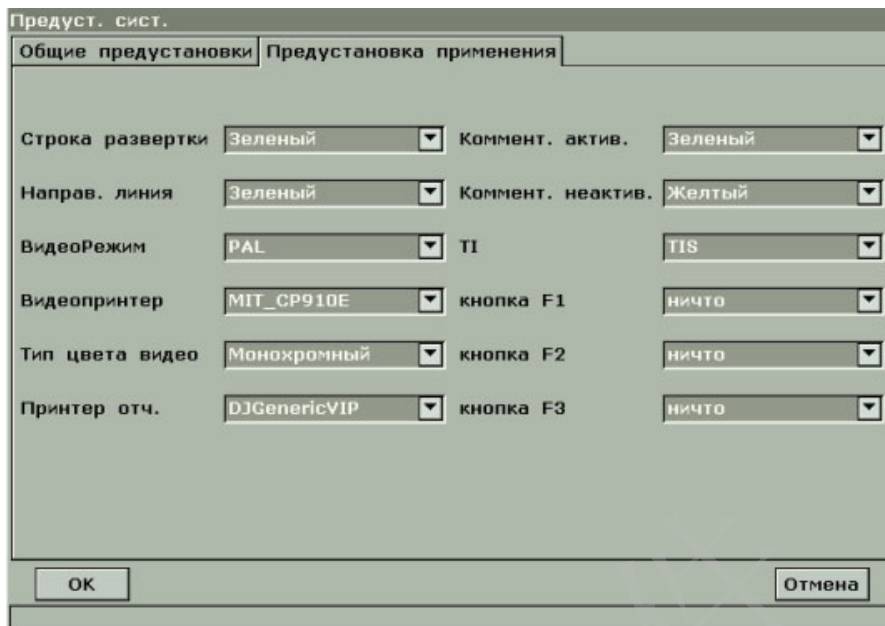 Предуст. сист.
Общие предустановки Предустановка применения
Строка развертки Зеленый Коммент. актив. Зеленый
Направ. линия Зеленый Коммент. неактив. Желтый
ВидеоРежим PAL TI TIS
Видеопринтер MIT_CP910E кнопка F1 ничто
Тип цвета видео Монохромный кнопка F2 ничто
Принтер отч. DJGenericVIP кнопка F3 ничто
OK Отмена